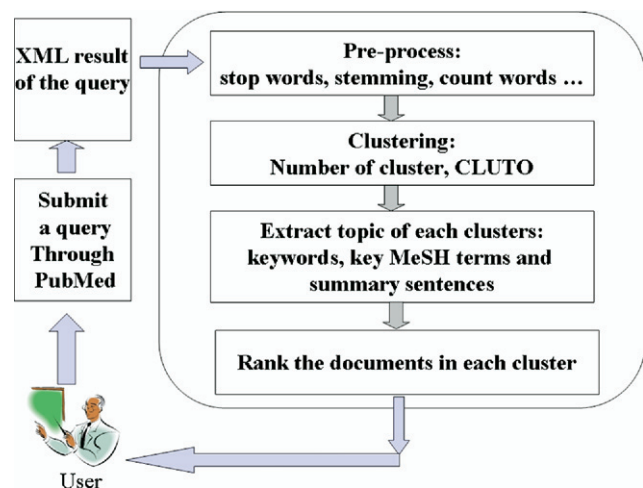 XML result
of the query
Submit
a query
Through
PubMed
User
Pre-process:
stop words, stemming, count words ...
Clustering:
Number of cluster, CLUTO
Extract topic of each clusters:
keywords, key MeSH terms and
summary sentences
Rank the documents in each cluster